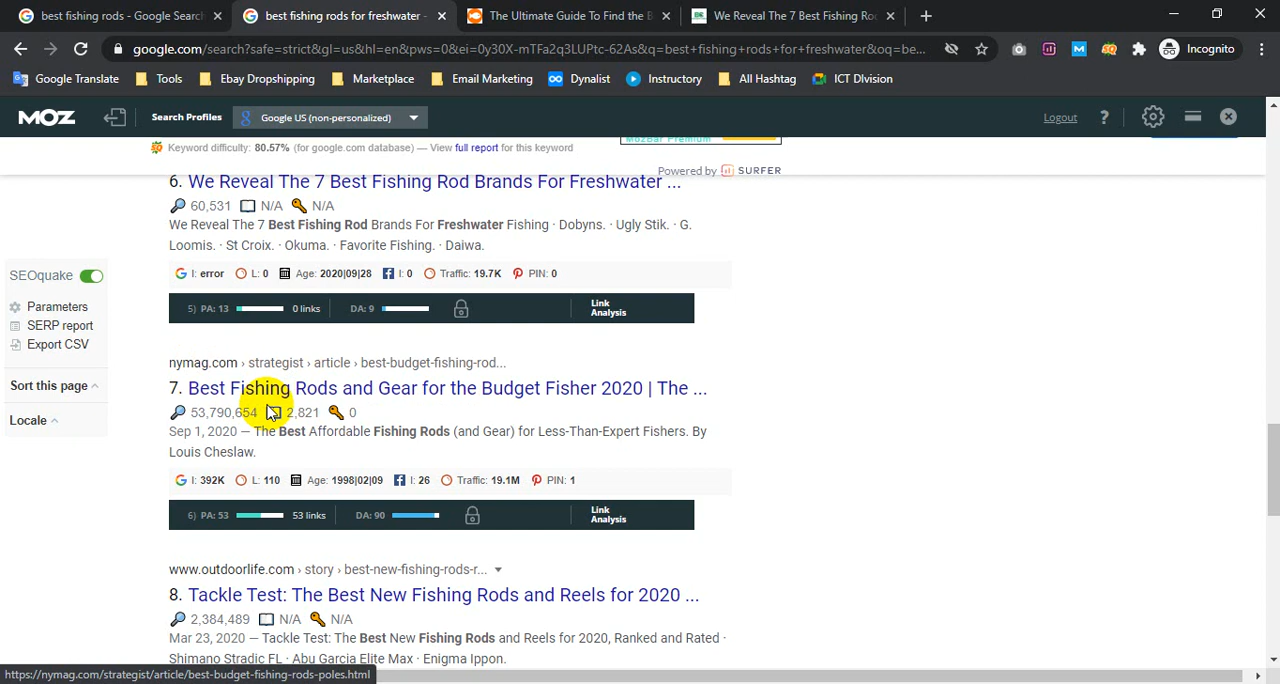 best fishing rods - Google Search
best fishing rods for freshwater -
The Ultimate Guide To Find the B
We Reveal The 7 Best Fishing Ro
google.com/search?safe=strict&gl=us&hl=en&pws=0&ei=0y30X-mTFa2q3LUPtc-62As&q=best+fishing+rods+for+freshwater&oq=be...
Incognito
Google Translate
Tools
Ebay Dropshipping
Marketplace
Email Marketing
Dynalist
Instructory
All Hashtag
ICT DIvision
MOZ
Search Profiles
Google US (non-personalized)
Logout
?
Keyword difficulty: 80.57% (for google.com database) — View full report for this keyword
MozBar Premium
Powered by SURFER
6. We Reveal The 7 Best Fishing Rod Brands For Freshwater ...
60,531 N/A N/A
We Reveal The 7 Best Fishing Rod Brands For Freshwater Fishing · Dobyns. · Ugly Stik. · G.
Loomis. · St Croix. · Okuma. · Favorite Fishing. · Daiwa.
I: error L: 0 Age: 2020|09|28 I: 0 Traffic: 19.7K PIN: 0
5) PA: 13 0 links DA: 9 Link
Analysis
SEOquake
Parameters
SERP report
Export CSV
Sort this page
Locale
nymag.com › strategist › article › best-budget-fishing-rod...
7. Best Fishing Rods and Gear for the Budget Fisher 2020 | The ...
53,790,654 2,821 0
Sep 1, 2020 — The Best Affordable Fishing Rods (and Gear) for Less-Than-Expert Fishers. By
Louis Cheslaw.
I: 392K L: 110 Age: 1998|02|09 I: 26 Traffic: 19.1M PIN: 1
6) PA: 53 53 links DA: 90 Link
Analysis
www.outdoorlife.com › story › best-new-fishing-rods-r...
8. Tackle Test: The Best New Fishing Rods and Reels for 2020 ...
2,384,489 N/A N/A
Mar 23, 2020 — Tackle Test: The Best New Fishing Rods and Reels for 2020, Ranked and Rated ·
Shimano Stradic FL · Abu Garcia Elite Max · Enigma Ippon.
https://nymag.com/strategist/article/best-budget-fishing-rods-poles.html